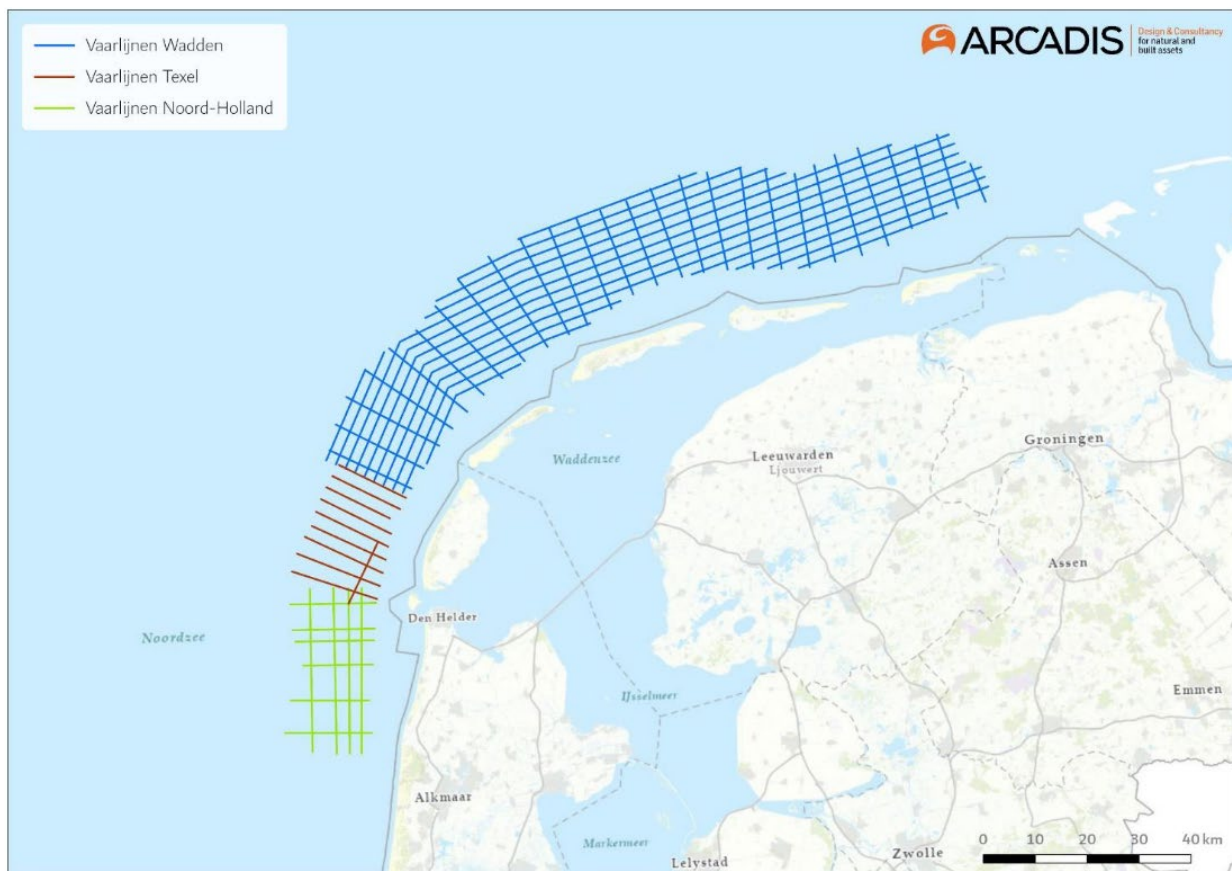 Vaarlijnen Wadden
Vaarlijnen Texel
Vaarlijnen Noord-Holland
ARCADIS
Design & Consultancy
for natural and
built assets
Groningen
Waddenzee
Leeuwarden
Ljouwert
Assen
Den Helder
Noordzee
IJsselmeer
Emmen
Alkmaar
Markermeer
Lelystad
Zwolle
0 10 20 30 40 km